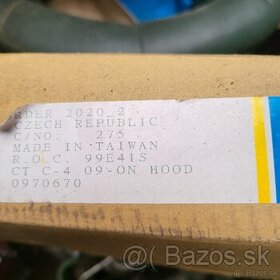 RDER 2020 2
CZECH REPUBLIC
C/NO: 275
MADE IN TAIWAN
R.O.C. 99E41S
CT C-4 09-ON HOOD
0970670
Bazos.sk